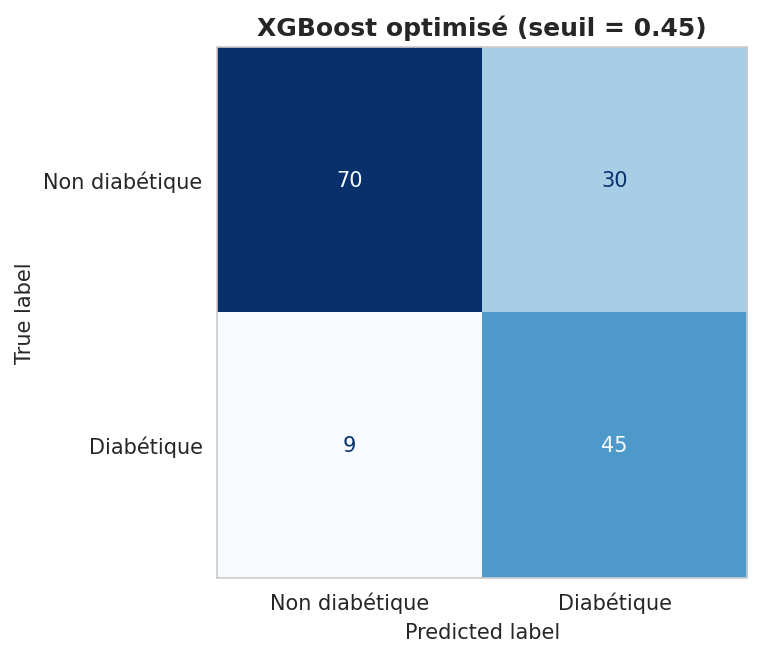 XGBoost optimisé (seuil = 0.45)
Non diabétique
70
30
True label
Diabétique
9
45
Non diabétique
Diabétique
Predicted label